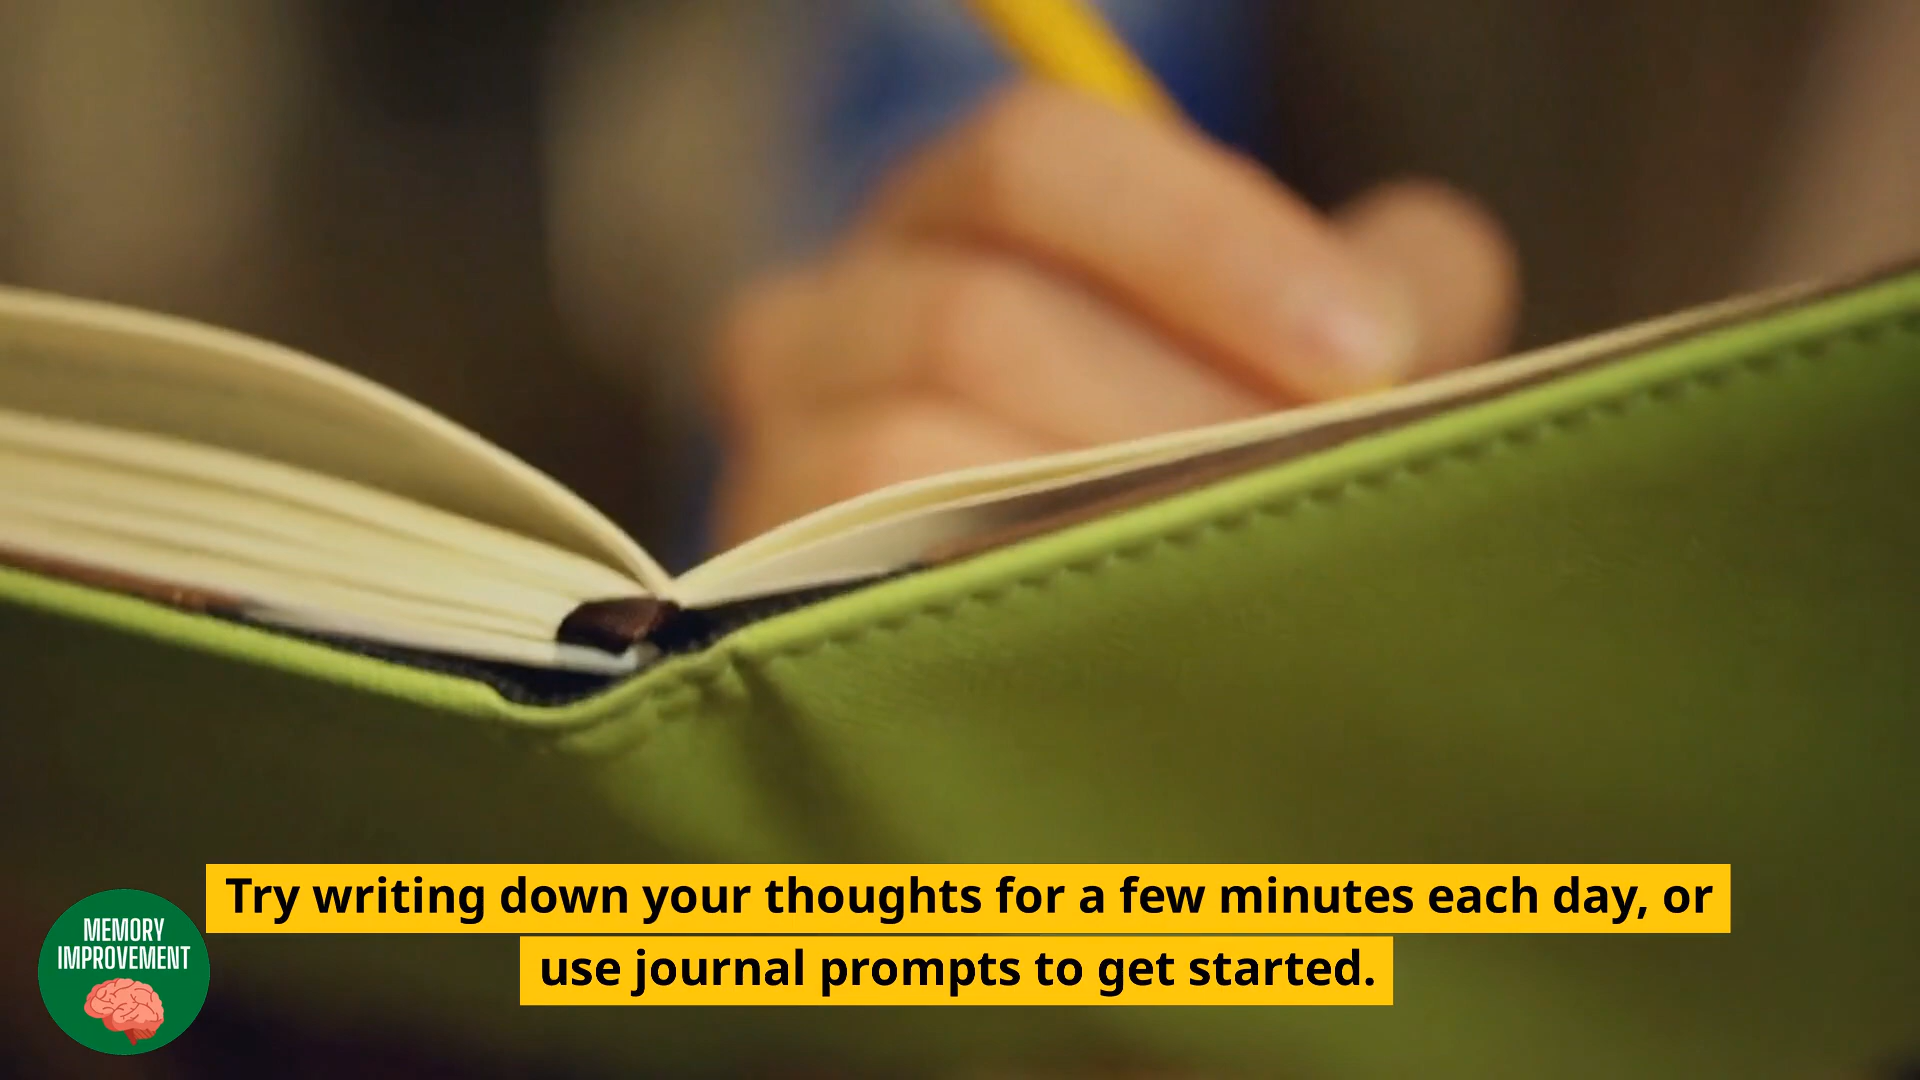 Try writing down your thoughts for a few minutes each day, or
use journal prompts to get started.
MEMORY
IMPROVEMENT